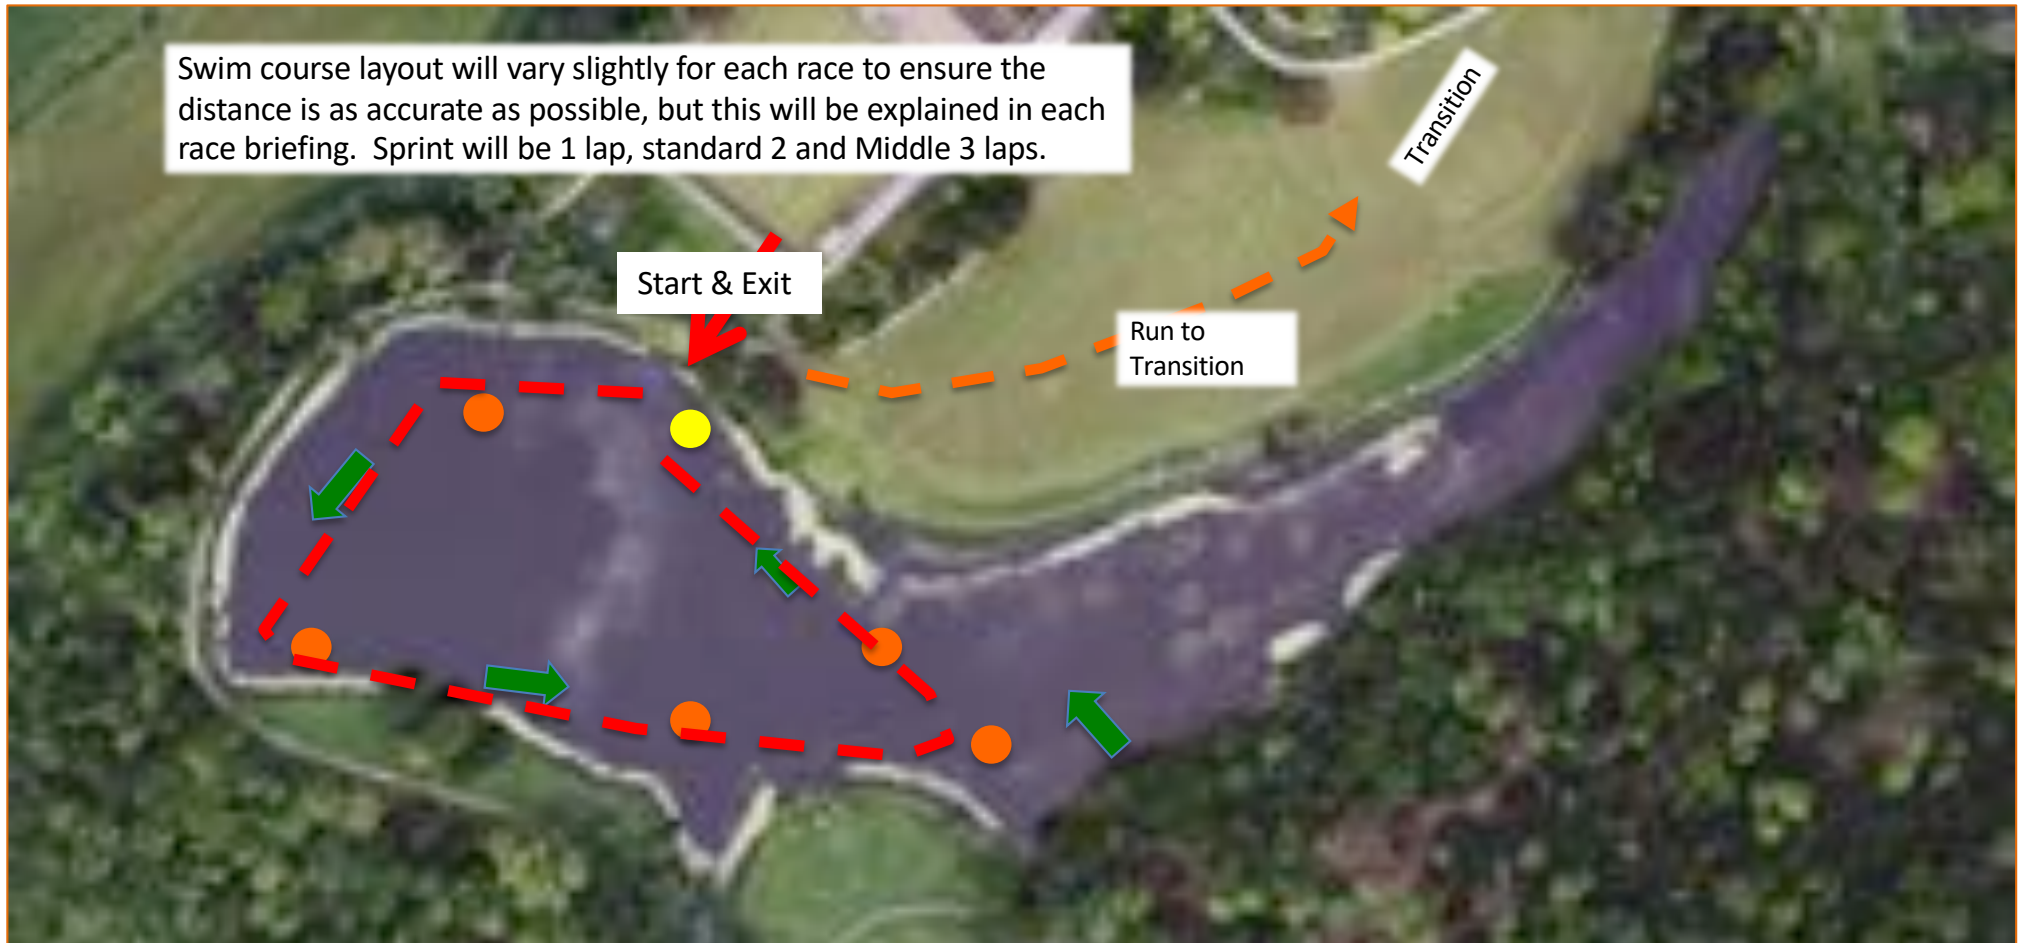 Swim course layout will vary slightly for each race to ensure the
distance is as accurate as possible, but this will be explained in each
race briefing.  Sprint will be 1 lap, standard 2 and Middle 3 laps.
Transition
Start & Exit
Run to
Transition